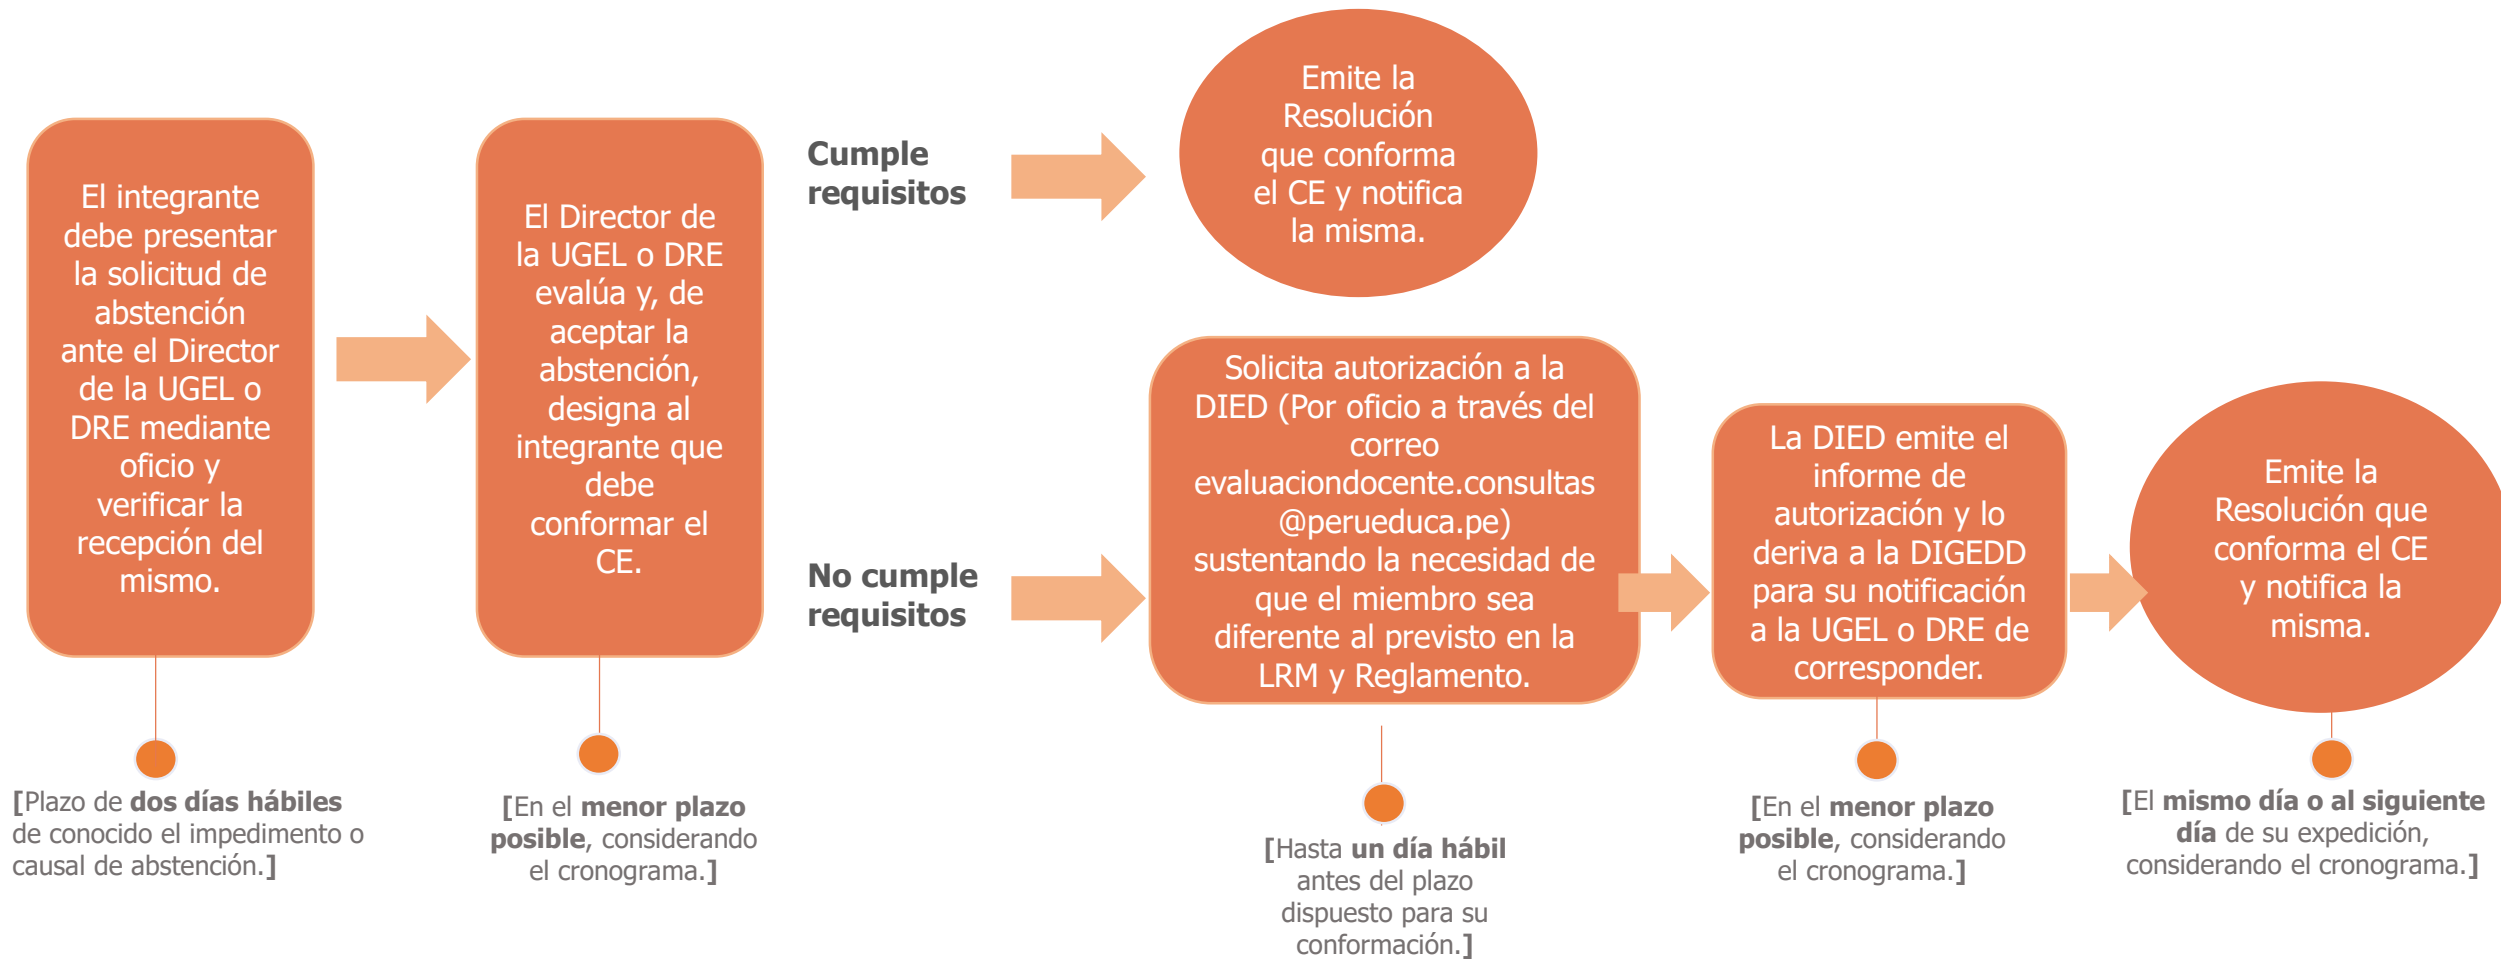 El integrante
debe presentar
la solicitud de
abstención
ante el Director
de la UGEL o
DRE mediante
oficio y
verificar la
recepción del
mismo.
[Plazo de dos días hábiles
de conocido el impedimento o
causal de abstención.]
El Director de
la UGEL o DRE
evalúa y, de
aceptar la
abstención,
designa al
integrante que
debe
conformar el
CE.
[En el menor plazo
posible, considerando
el cronograma.]
Cumple
requisitos
Emite la
Resolución
que conforma
el CE y notifica
la misma.
No cumple
requisitos
Solicita autorización a la
DIED (Por oficio a través del
correo
evaluaciondocente.consultas
@perueduca.pe)
sustentando la necesidad de
que el miembro sea
diferente al previsto en la
LRM y Reglamento.
[Hasta un día hábil
antes del plazo
dispuesto para su
conformación.]
La DIED emite el
informe de
autorización y lo
deriva a la DIGEDD
para su notificación
a la UGEL o DRE de
corresponder.
[En el menor plazo
posible, considerando
el cronograma.]
Emite la
Resolución que
conforma el CE
y notifica la
misma.
[El mismo día o al siguiente
día de su expedición,
considerando el cronograma.]